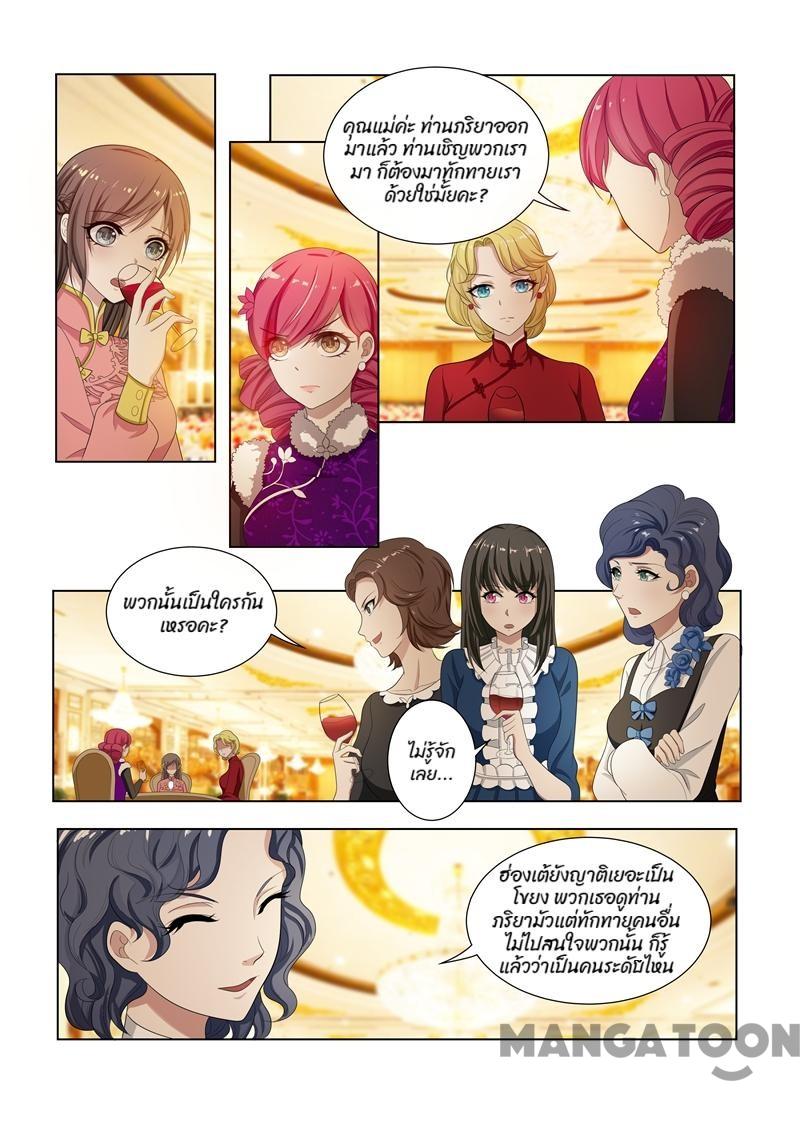 คุณแม่ค่ะ ท่านภริยาออก
มาแล้ว ท่านเชิญพวกเรา
มา ก็ต้องมาทักทายเรา
ด้วยใช่มั้ยคะ?
พวกนั้นเป็นใครกัน
เหรอคะ?
ไม่รู้จัก
เลย...
ฮ่องเต้ยังญาติเยอะเป็น
โขยง พวกเธอดูท่าน
ภริยามัวแต่ทักทายคนอื่น
ไม่ไปสนใจพวกนั้น ก็รู้
แล้วว่าเป็นคนระดัปไหน
MANGATOON